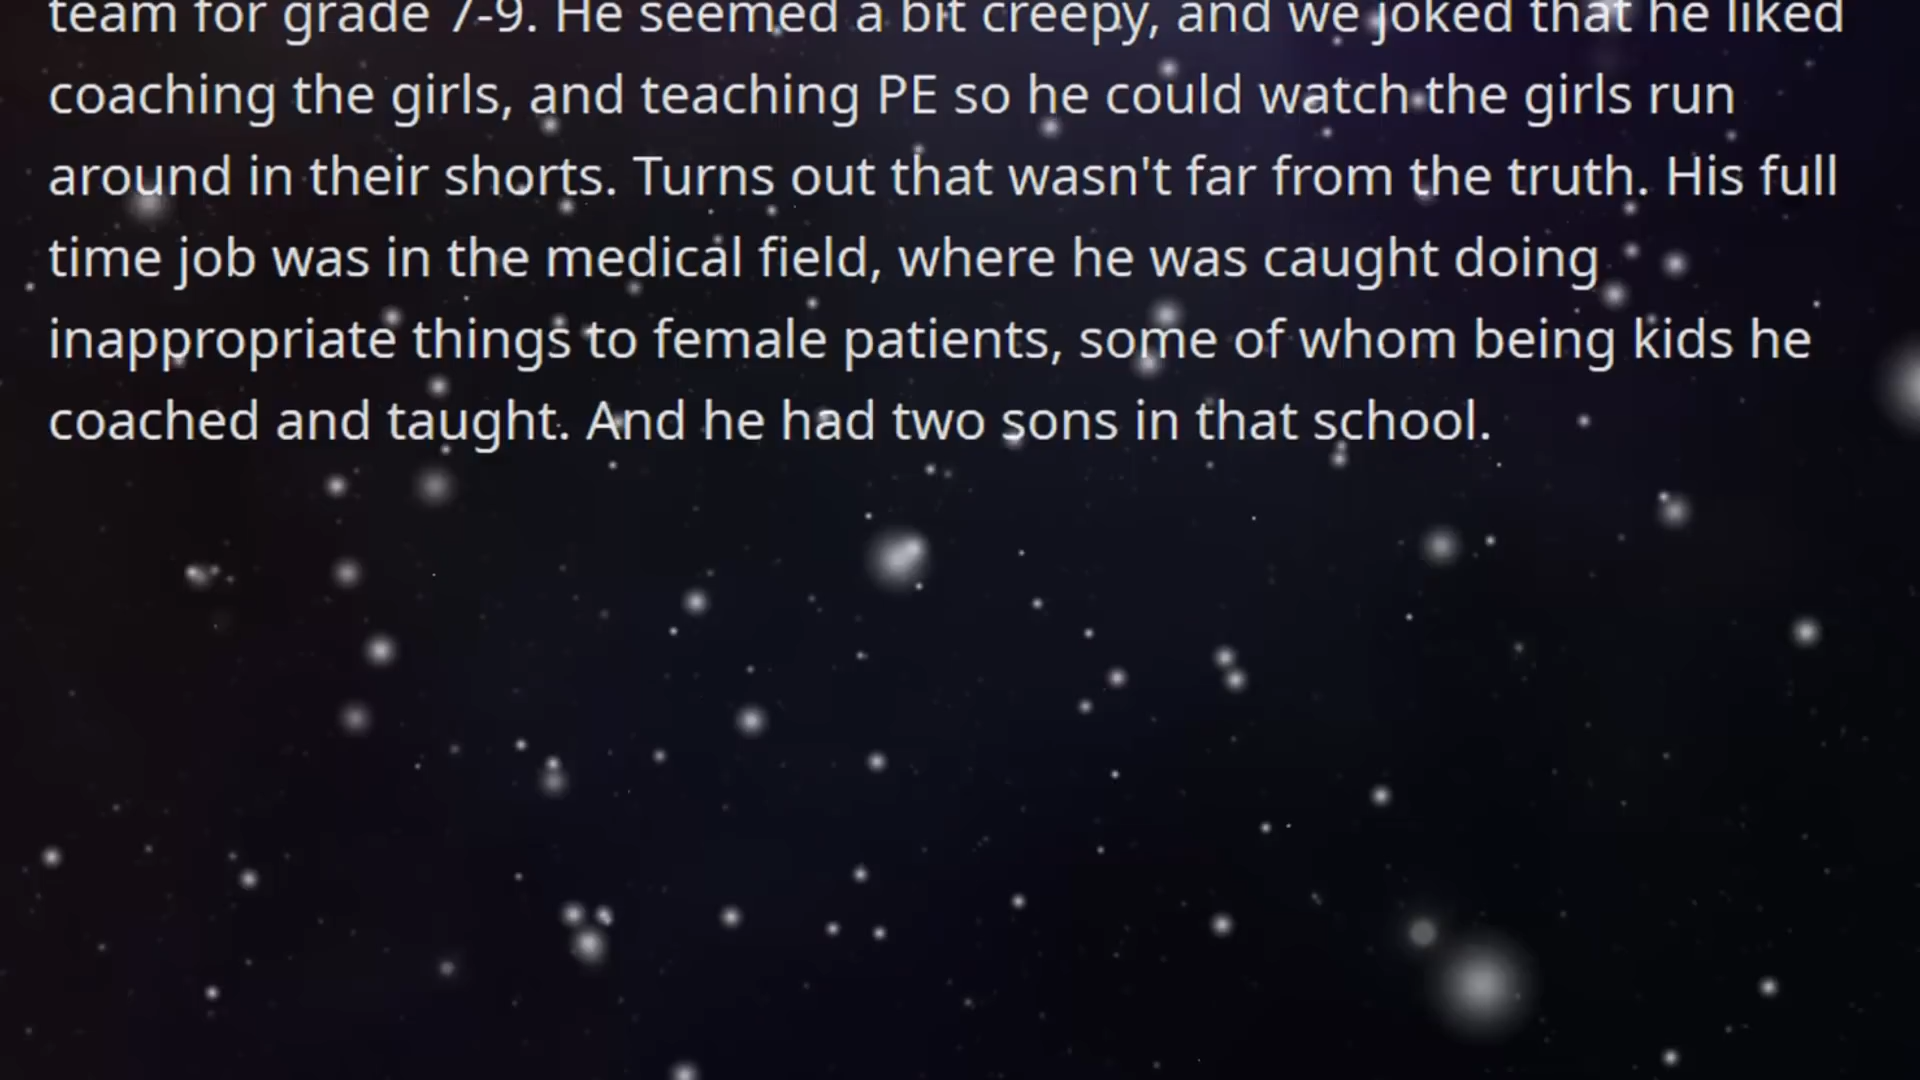 team for grade 7-9. He seemed a bit creepy, and we joked that he liked
coaching the girls, and teaching PE so he could watch the girls run
around in their shorts. Turns out that wasn't far from the truth. His full
time job was in the medical field, where he was caught doing
inappropriate things to female patients, some of whom being kids he
coached and taught. And he had two sons in that school.